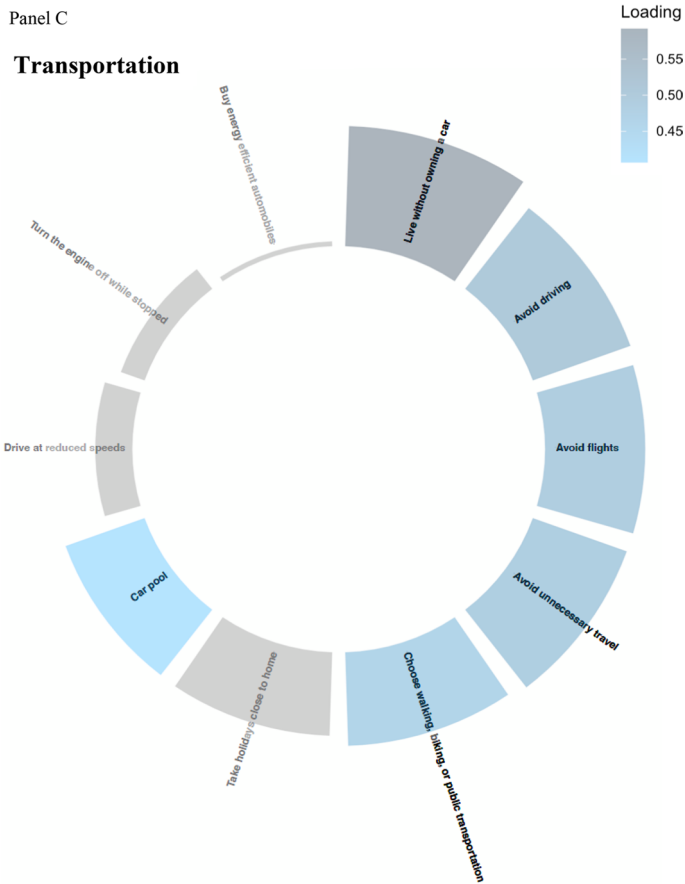 Panel C
Loading
Transportation
0.55
0.50
0.45
Live without owning a car
Avoid driving
Avoid flights
Avoid unnecessary travel
Choose walking, biking, or public transportation
Take holidays close to home
Car pool
Drive at reduced speeds
Turn the engine off while stopped
Buy energy efficient automobiles